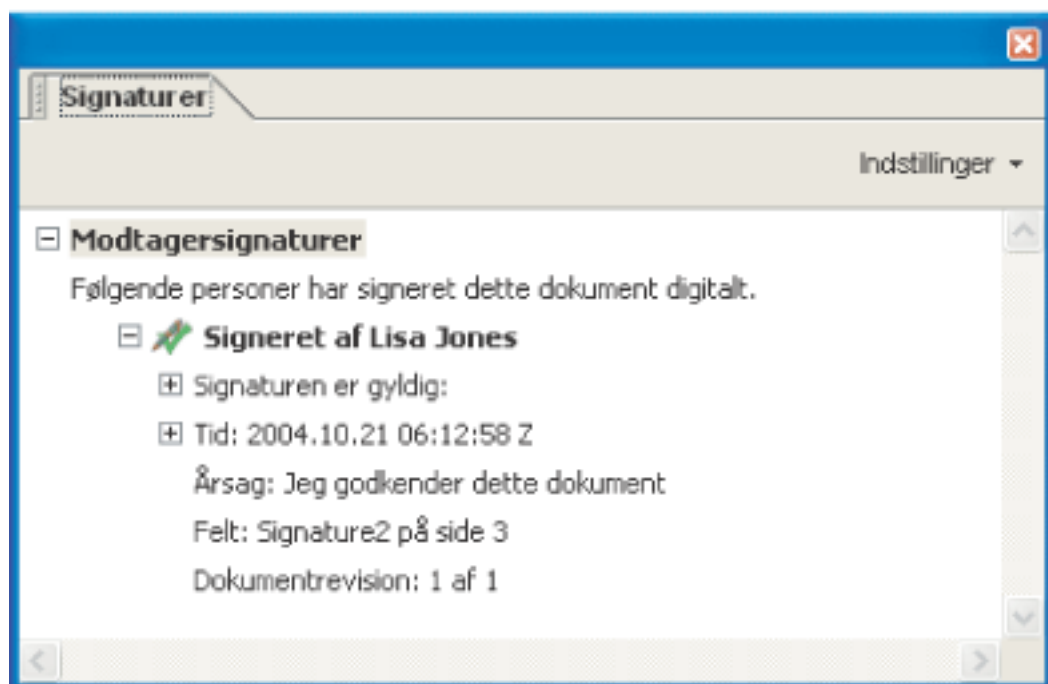 Signaturer
Indstillinger
Modtagersignaturer
Følgende personer har signeret dette dokument digitalt.
Signeret af Lisa Jones
Signaturen er gyldig:
Tid: 2004.10.21 06:12:58 Z
Årsag: Jeg godkender dette dokument
Felt: Signature2 på side 3
Dokumentrevision: 1 af 1